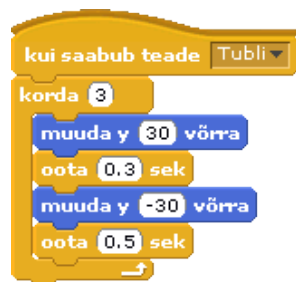 kui saabub teade Tubli
korda 3
muuda y 30 võrra
oota 0.3 sek
muuda y -30 võrra
oota 0.5 sek